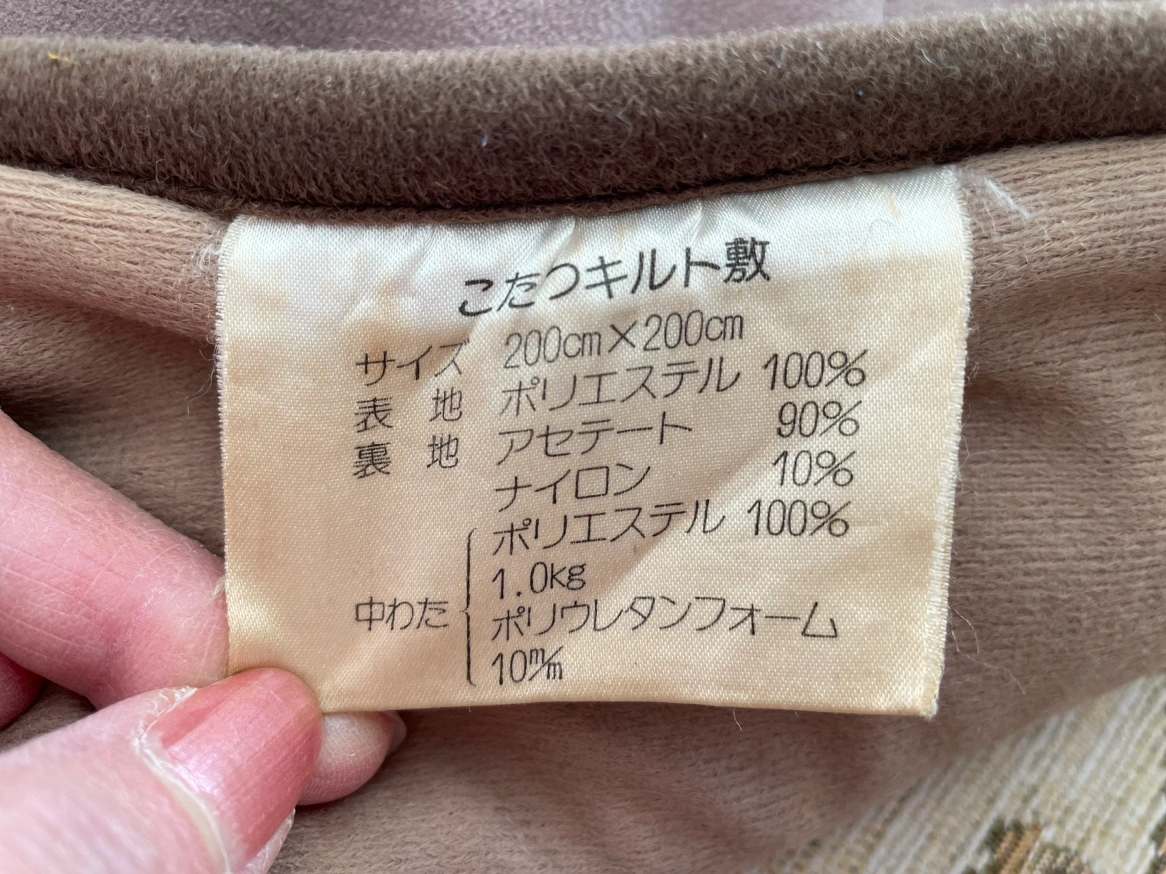 こたつキルト敷
サイズ 200cm×200cm
表 地 ポリエステル 100%
裏 地 アセテート 90%
ナイロン 10%
中わた ポリエステル 100%
1.0kg
ポリウレタンフォーム
10m/m